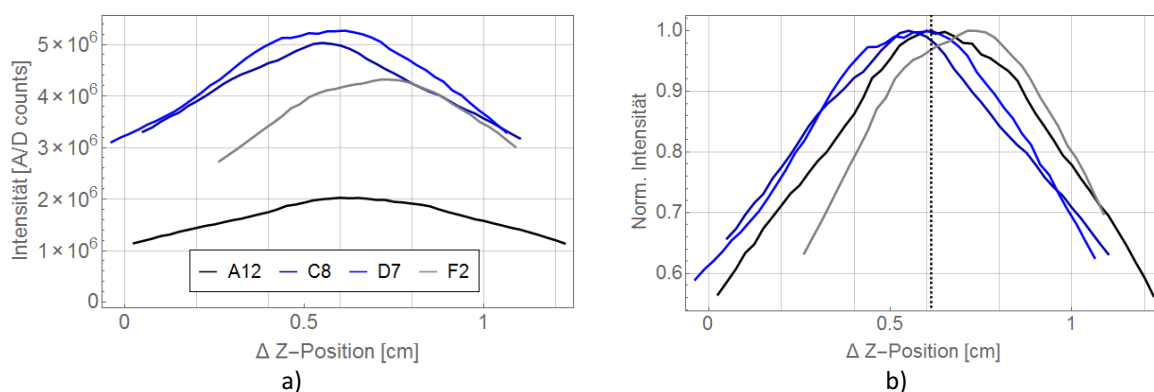 Intensität [A/D counts]
5 × 10⁶
4 × 10⁶
3 × 10⁶
2 × 10⁶
1 × 10⁶
0
A12 C8 D7 F2
0 0.5 1
Δ Z–Position [cm]
a)
Norm. Intensität
1.0
0.9
0.8
0.7
0.6
0 0.5 1
Δ Z–Position [cm]
b)